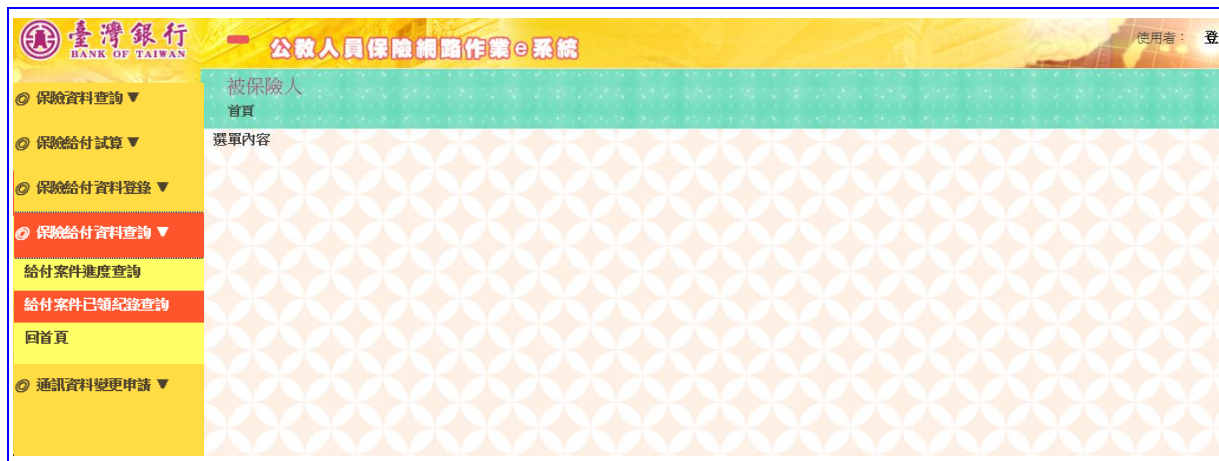 臺灣銀行
BANK OF TAIWAN
公教人員保險網路作業e系統
使用者： 登
◎ 保險資料查詢 ▼
◎ 保險給付試算 ▼
◎ 保險給付資料登錄 ▼
◎ 保險給付資料查詢 ▼
給付案件進度查詢
給付案件已領紀錄查詢
回首頁
◎ 通訊資料變更申請 ▼
被保險人
首頁
選單內容